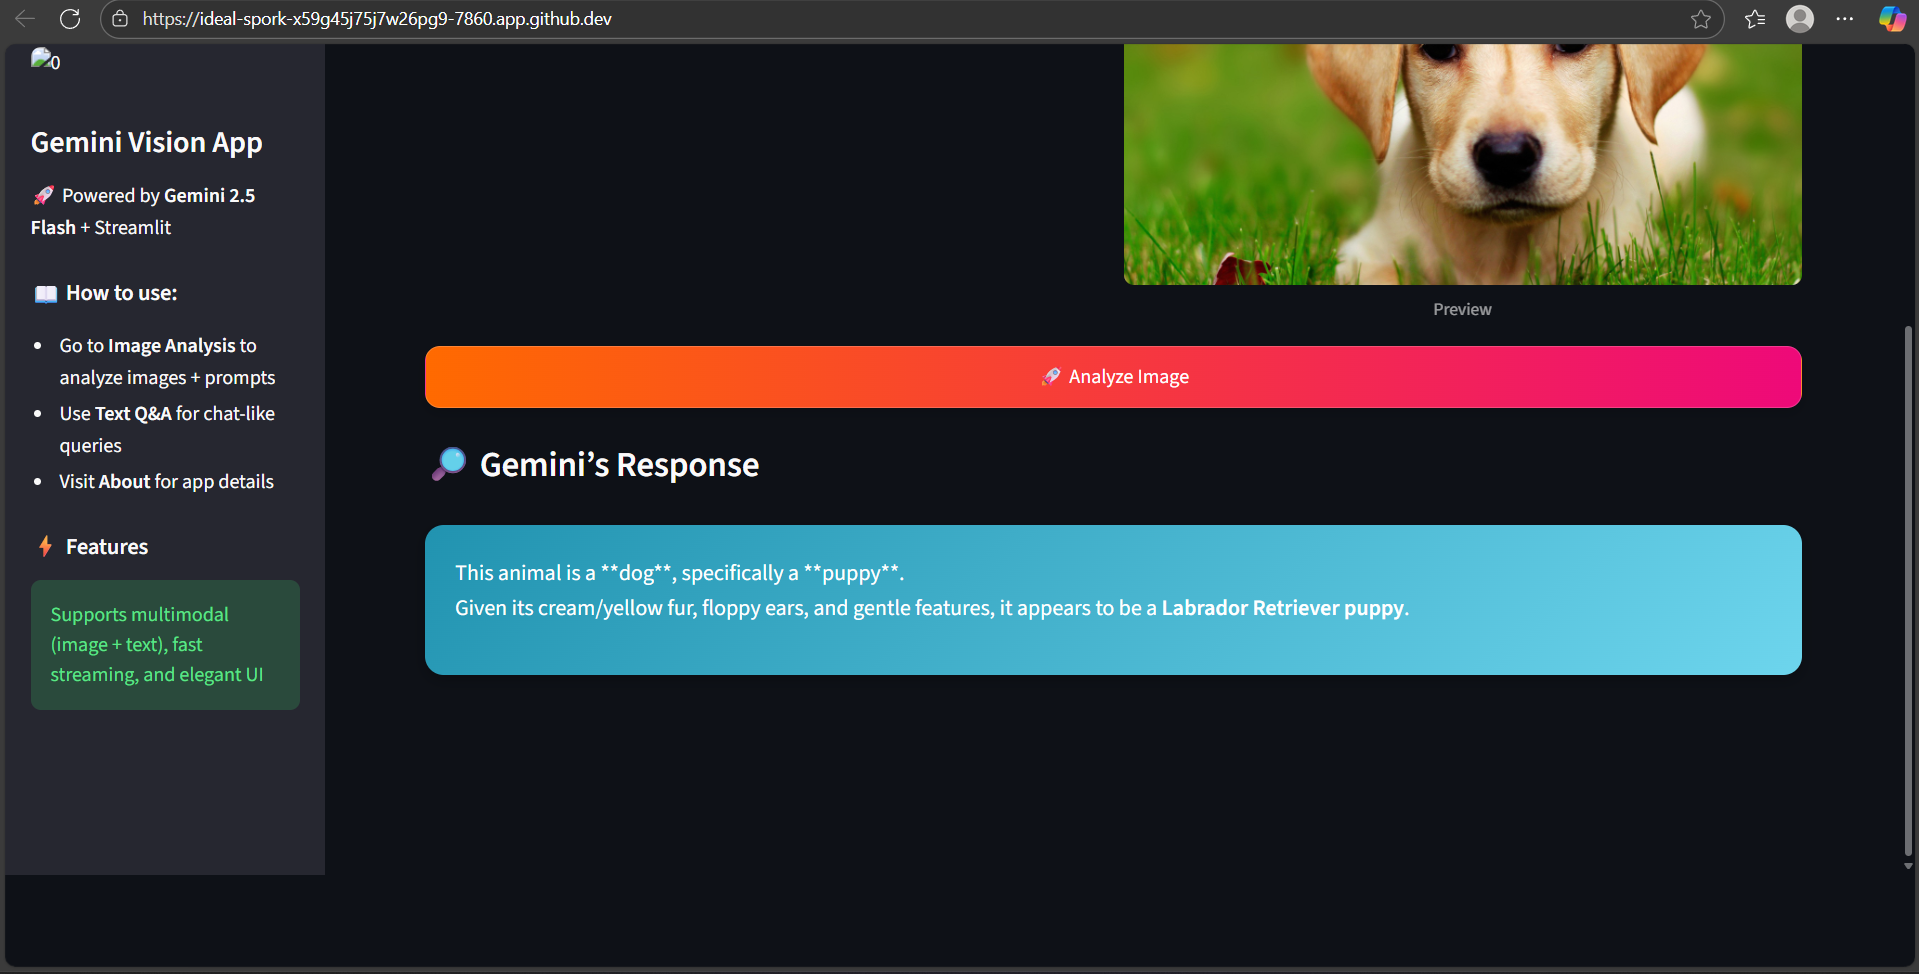 https://ideal-spork-x59g45j75j7w26pg9-7860.app.github.dev
0
Gemini Vision App
🚀 Powered by Gemini 2.5
Flash + Streamlit
📖 How to use:
• Go to Image Analysis to
analyze images + prompts
• Use Text Q&A for chat-like
queries
• Visit About for app details
⚡ Features
Supports multimodal
(image + text), fast
streaming, and elegant UI
Preview
🚀 Analyze Image
🔎 Gemini’s Response
This animal is a **dog**, specifically a **puppy**.
Given its cream/yellow fur, floppy ears, and gentle features, it appears to be a Labrador Retriever puppy.